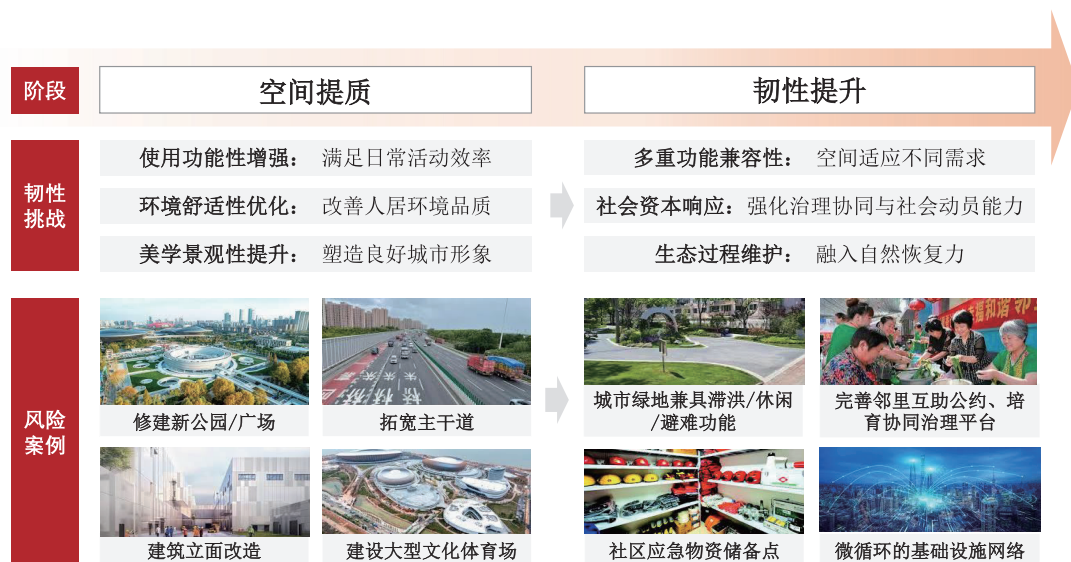 阶段
空间提质
韧性提升
韧性
挑战
使用功能性增强： 满足日常活动效率
环境舒适性优化： 改善人居环境品质
美学景观性提升： 塑造良好城市形象
多重功能兼容性： 空间适应不同需求
社会资本响应：强化治理协同与社会动员能力
生态过程维护： 融入自然恢复力
风险
案例
修建新公园/广场
拓宽主干道
建筑立面改造
建设大型文化体育场
福和谐邻
城市绿地兼具滞洪/休闲
/避难功能
完善邻里互助公约、培
育协同治理平台
社区应急物资储备点
微循环的基础设施网络